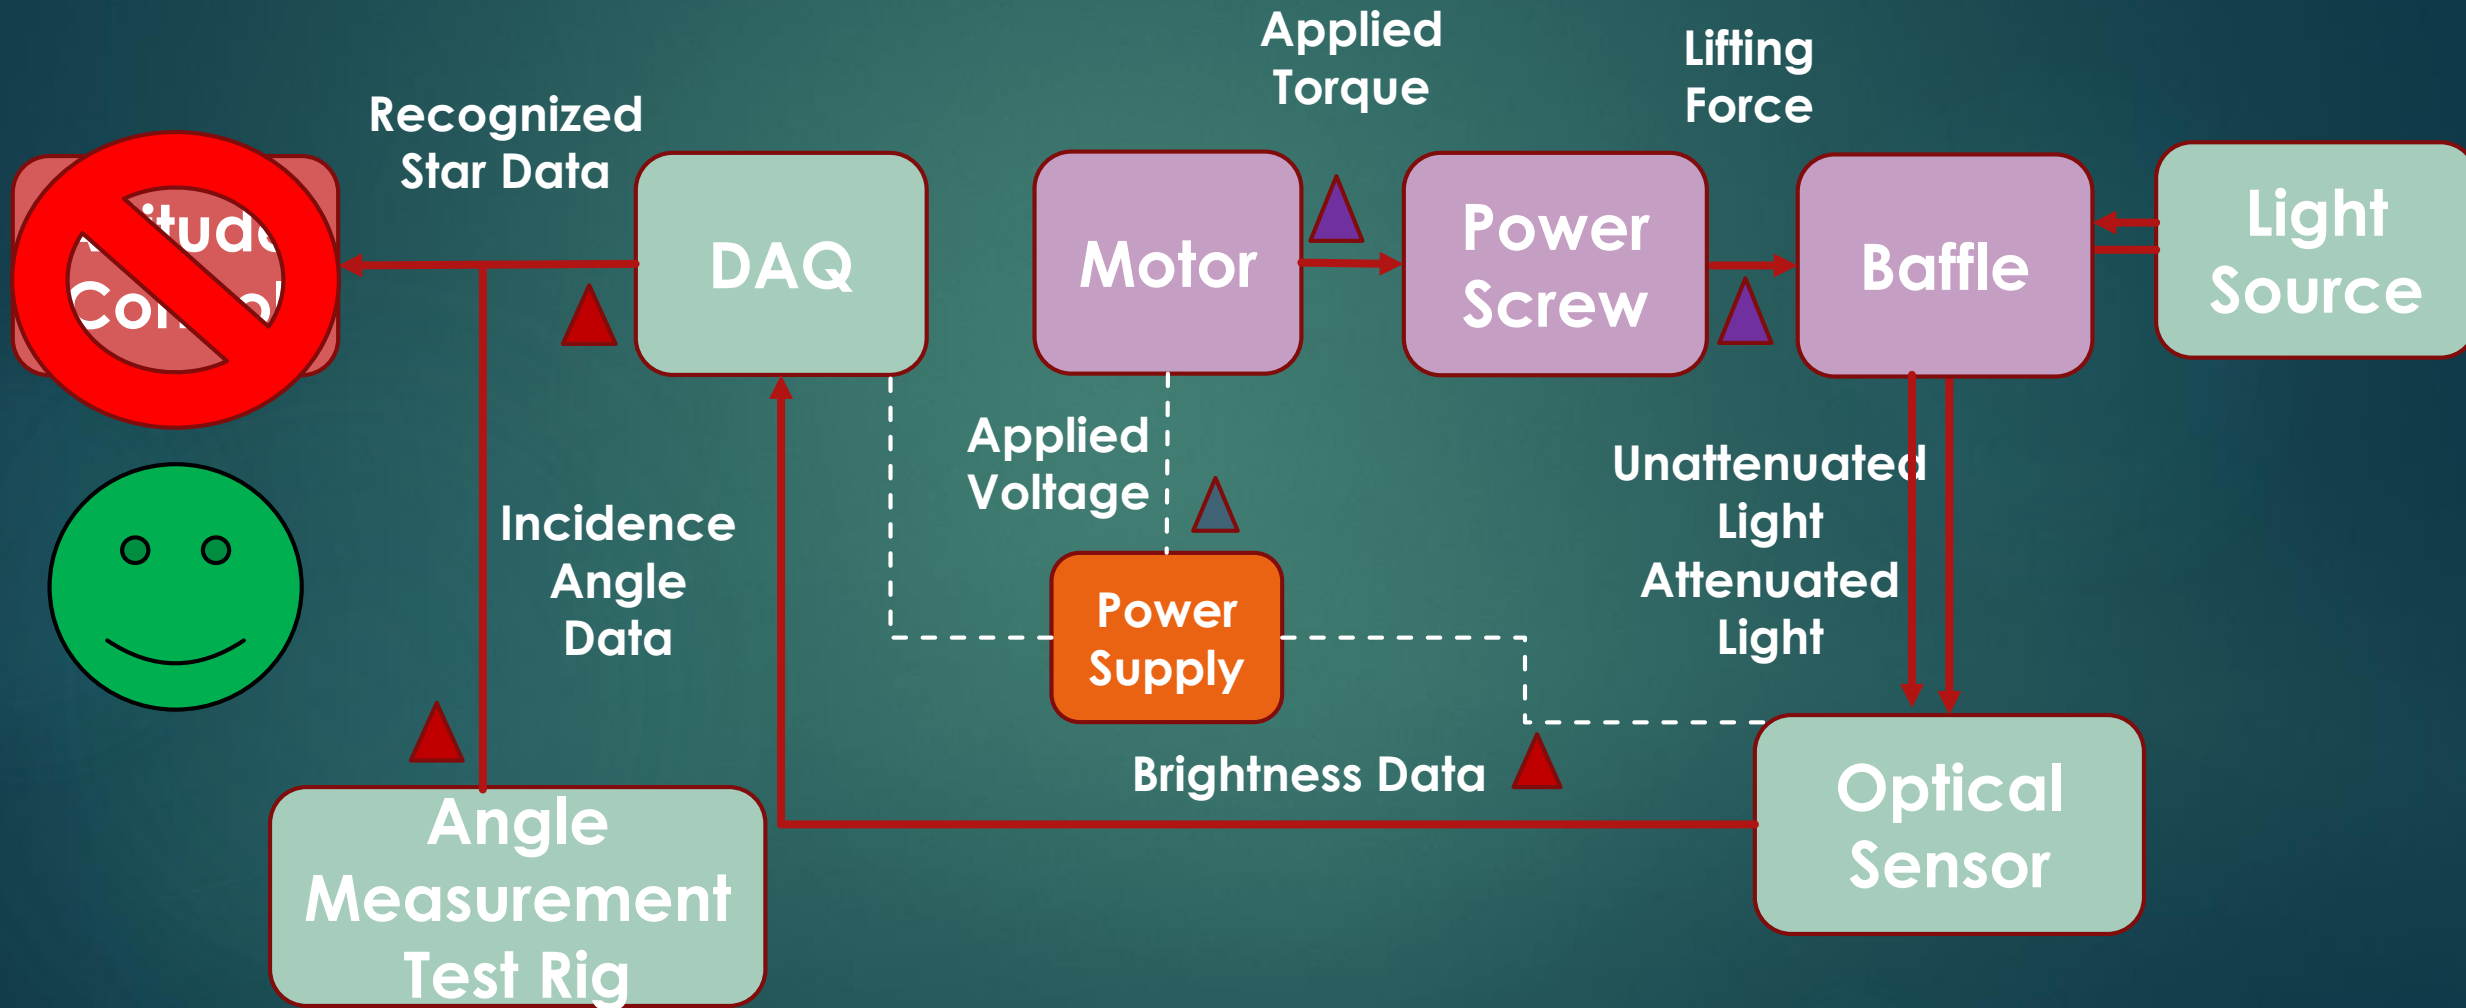 Applied
Torque
Lifting
Force
Recognized
Star Data
DAQ
Motor
Power
Screw
Baffle
Light
Source
Applied
Voltage
Unattenuated
Light
Attenuated
Light
Incidence
Angle
Data
Power
Supply
Brightness Data
Optical
Sensor
Angle
Measurement
Test Rig